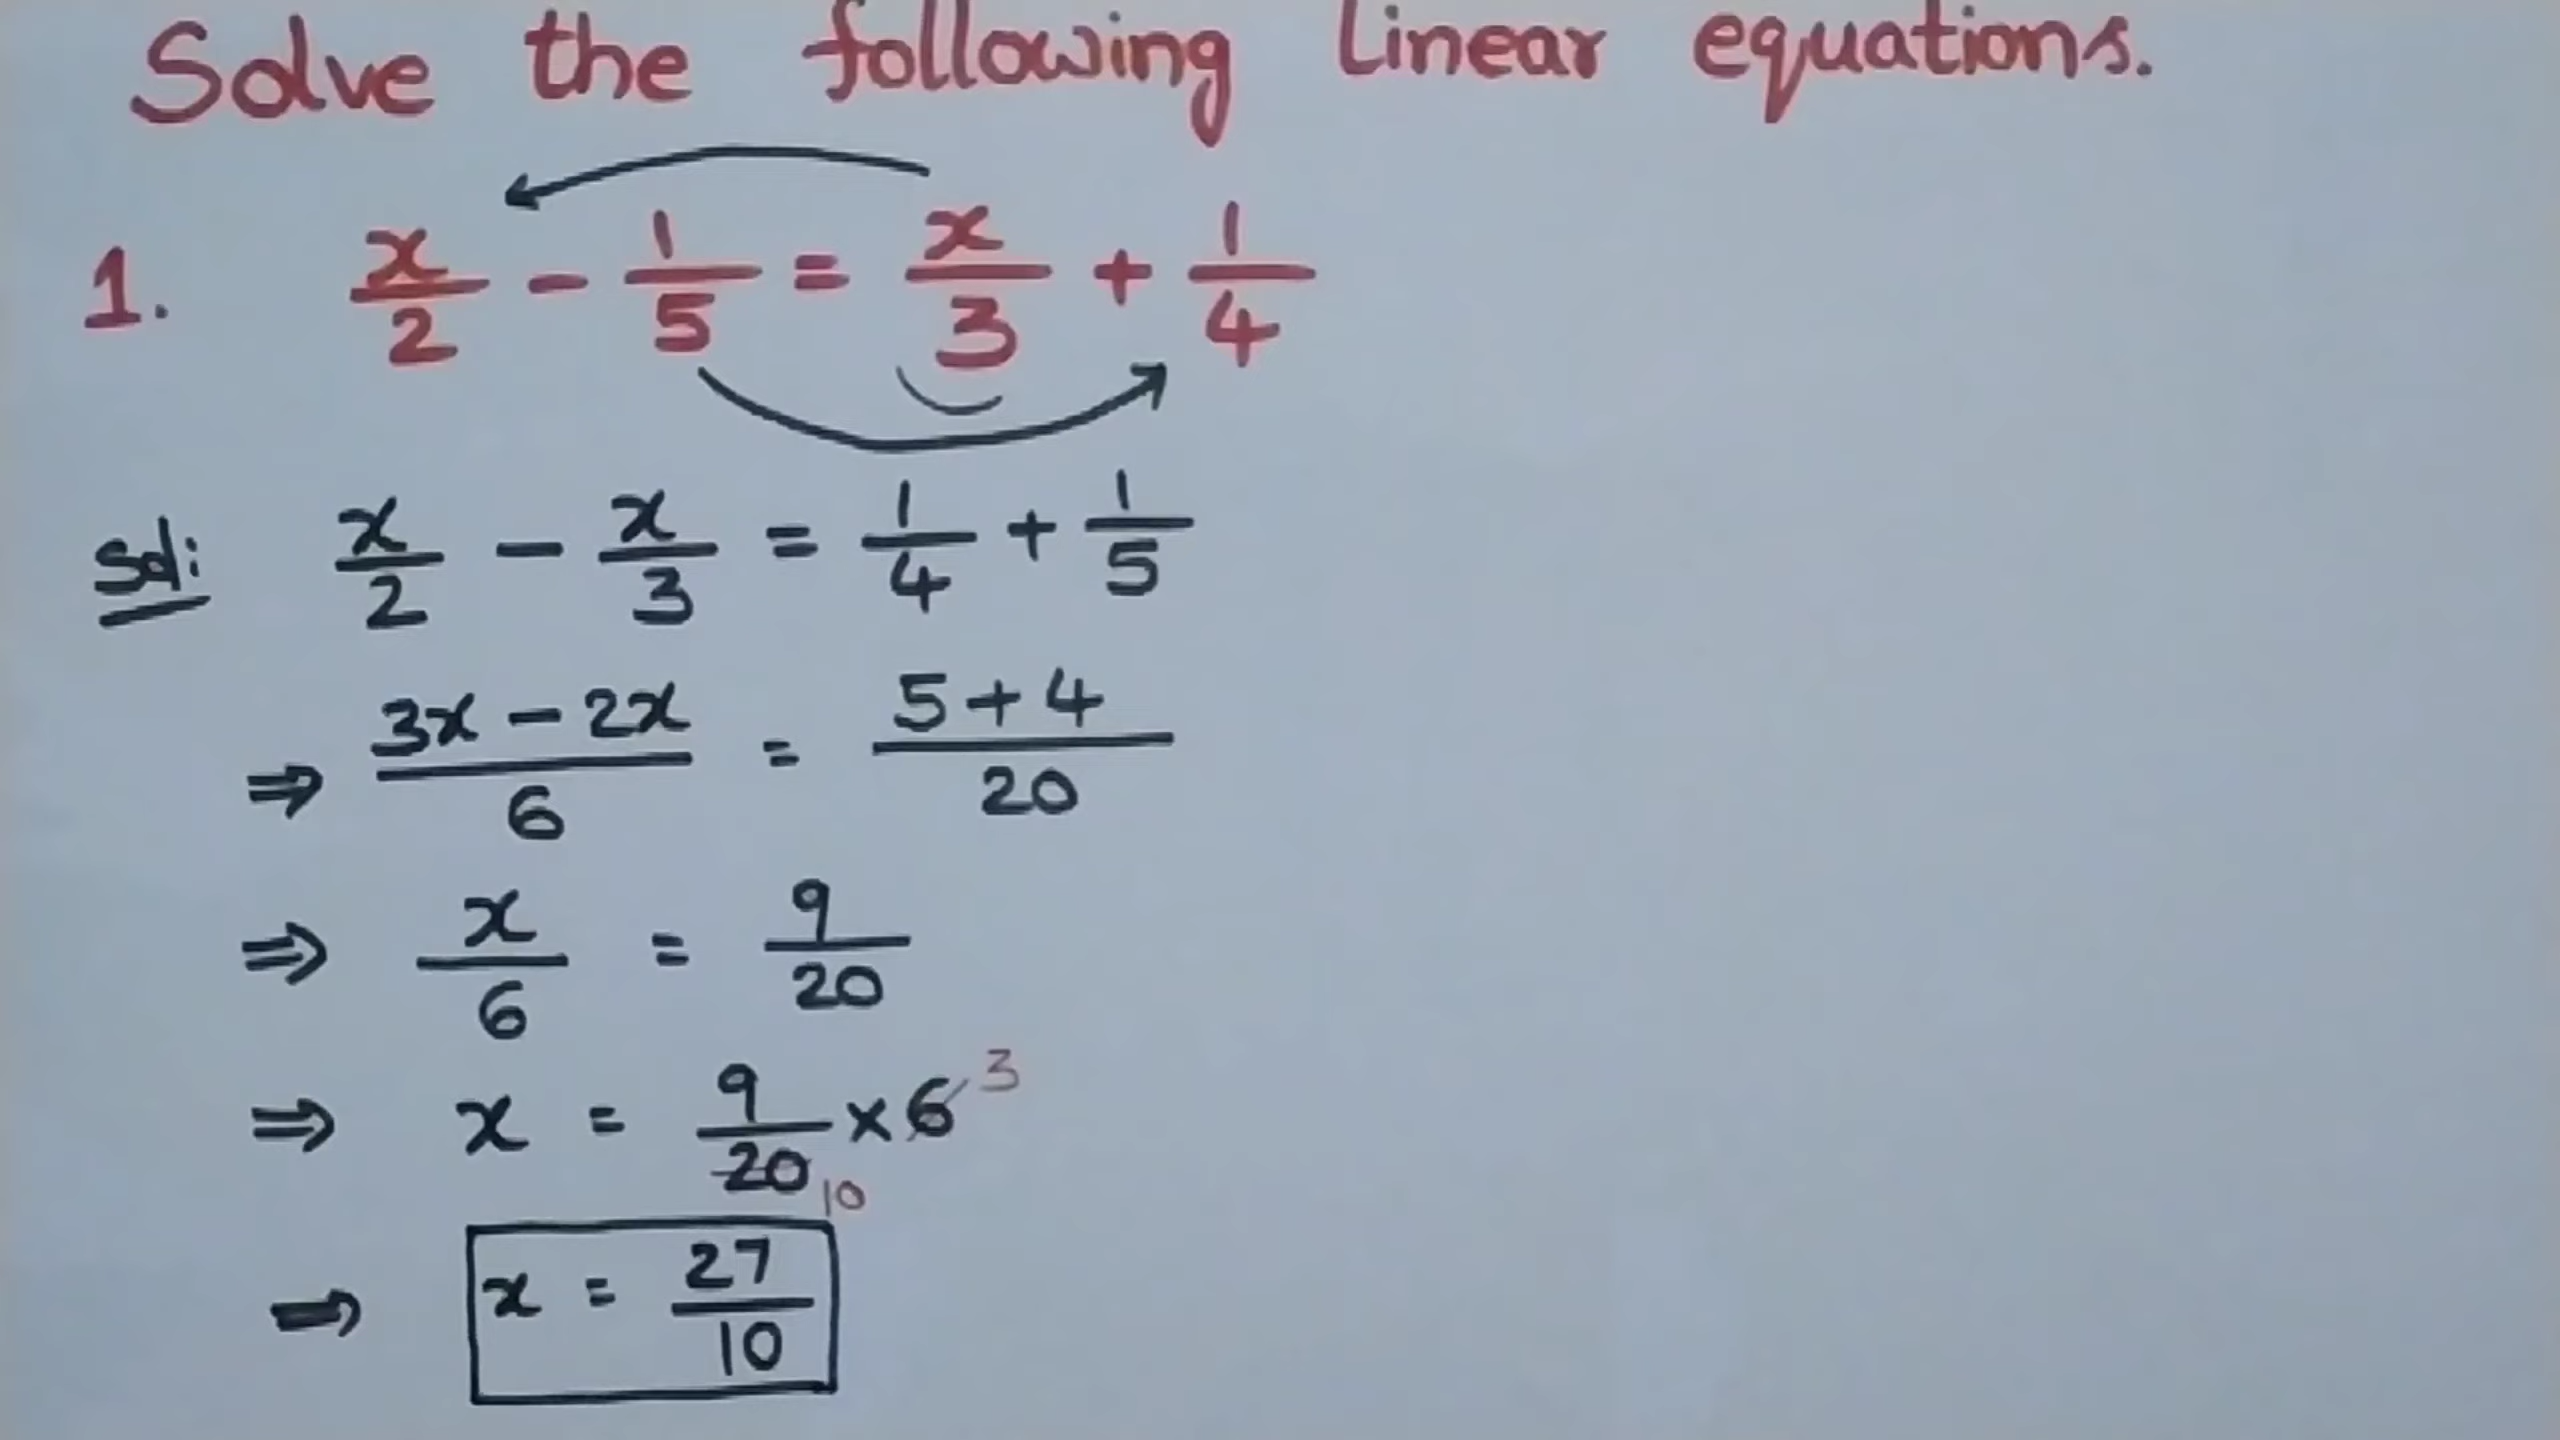 Solve the following linear equations.
1. x/2 - 1/5 = x/3 + 1/4
Sol: x/2 - x/3 = 1/4 + 1/5
⇒ (3x - 2x)/6 = (5 + 4)/20
⇒ x/6 = 9/20
⇒ x = 9/20 × 6 3
10
⇒ x = 27/10